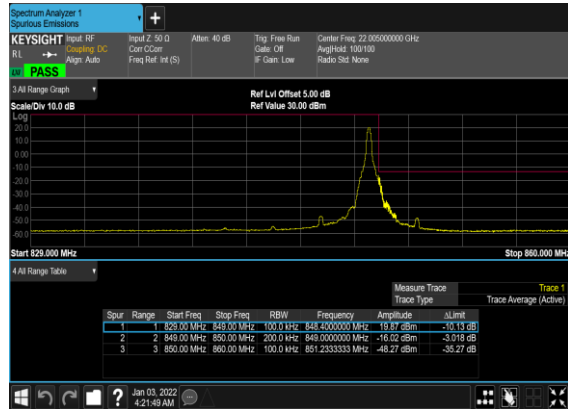 Spectrum Analyzer 1
Spurious Emissions
KEYSIGHT Input: RF Input Z: 50 Ω Atten: 40 dB Trig: Free Run Center Freq: 22.005000000 GHz
RL Coupling: DC Corr CCorr Gate: Off Avg|Hold: 100/100
Align: Auto Freq Ref: Int (S) IF Gain: Low Radio Std: None
PASS
3 All Range Graph
Ref Lvl Offset 5.00 dB
Scale/Div 10.0 dB Ref Value 30.00 dBm
Log
20.0
10.0
0.00
-10.0
-20.0
-30.0
-40.0
-50.0
-60.0
Start 829.000 MHz Stop 860.000 MHz
4 All Range Table
Measure Trace Trace 1
Trace Type Trace Average (Active)
Spur Range Start Freq Stop Freq RBW Frequency Amplitude ΔLimit
1 1 829.00 MHz 849.00 MHz 100.0 kHz 848.4000000 MHz 19.87 dBm -10.13 dB
2 2 849.00 MHz 850.00 MHz 200.0 kHz 849.0000000 MHz -16.02 dBm -3.018 dB
3 3 850.00 MHz 860.00 MHz 100.0 kHz 851.2333333 MHz -48.27 dBm -35.27 dB
Jan 03, 2022
4:21:49 AM